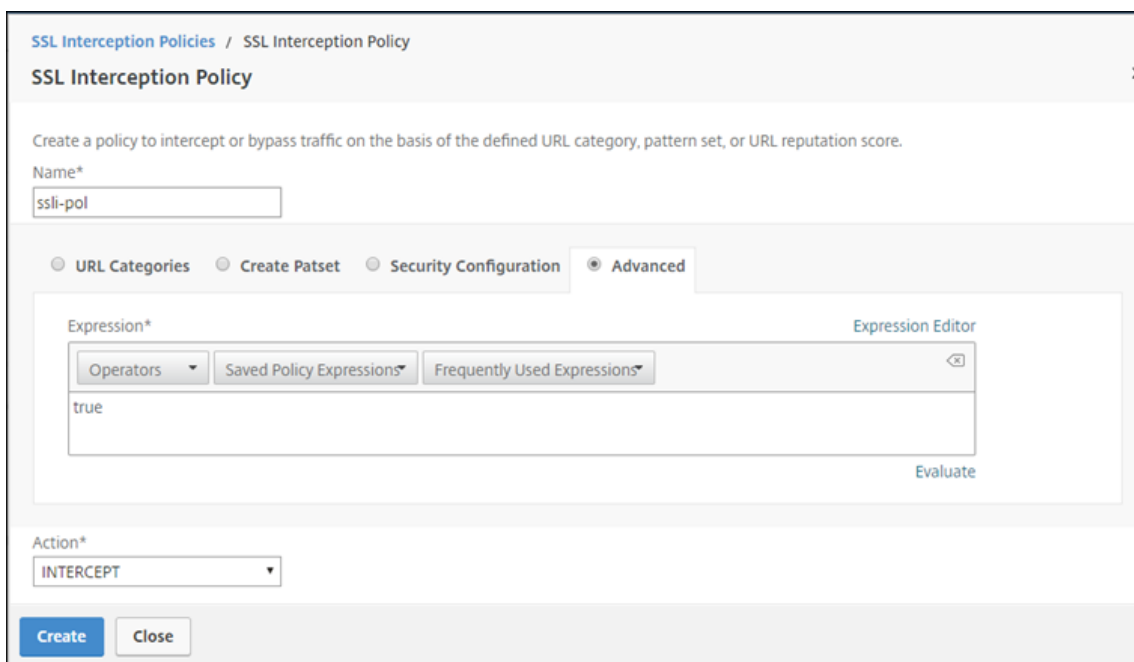 SSL Interception Policies / SSL Interception Policy
SSL Interception Policy
Create a policy to intercept or bypass traffic on the basis of the defined URL category, pattern set, or URL reputation score.
Name*
ssli-pol
URL Categories Create Patset Security Configuration Advanced
Expression* Expression Editor
Operators Saved Policy Expressions Frequently Used Expressions
true
Evaluate
Action*
INTERCEPT
Create Close